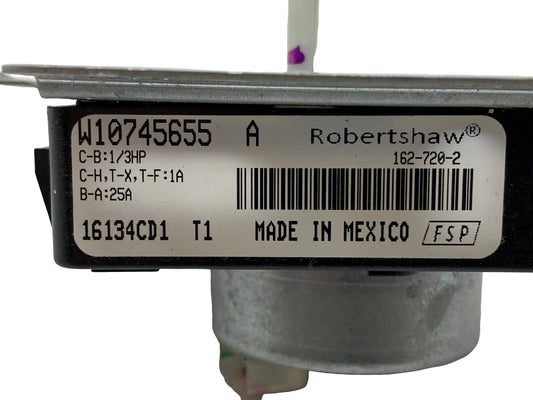 W10745655 A Robertshaw®
C-B:1/3HP 162-720-2
C-H,T-X,T-F:1A
B-A:25A
16134CD1 T1 MADE IN MEXICO FSP